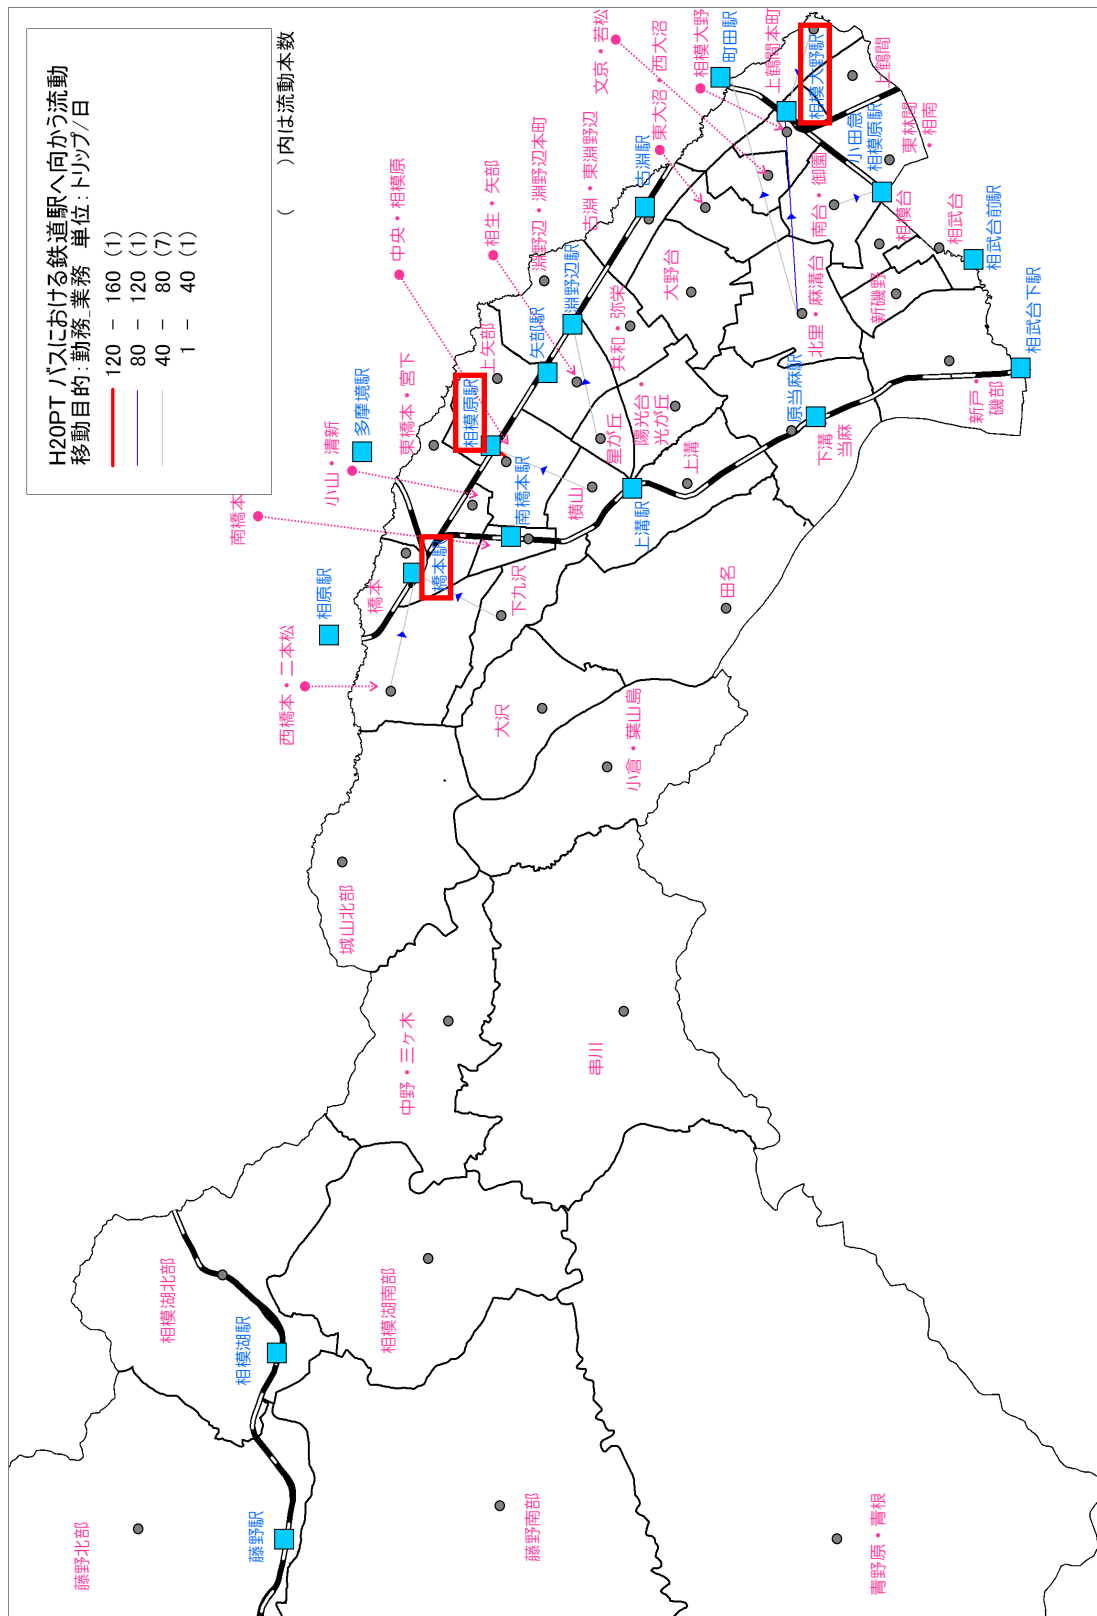 H20PT バスにおける鉄道駅へ向かう流動
移動目的:勤務_業務 単位:トリップ/日
120 - 160 (1)
80 - 120 (1)
40 - 80 (7)
1 - 40 (1)
( )内は流動本数
町田駅
相模大野
文京・若松
東大沼・西大沼
上鶴間本町
相模大野駅
上鶴間
古淵駅
古淵・東淵野辺
小田急
相模原駅
東林間
・相南
淵野辺・淵野辺本町
相生・矢部
中央・相模原
南台・御園
相模台
相武台
相武台前駅
淵野辺駅
大野台
新磯野
北里・麻溝台
相武台下駅
矢部駅
共和・弥栄
上矢部
相模原駅
東橋本・宮下
多摩境駅
小山・清新
星が丘
陽光台・
光が丘
原当麻駅
新戸・
磯部
下溝
当麻
上溝
横山
南橋本駅
上溝駅
南橋本
橋本駅
橋本
相原駅
下九沢
田名
西橋本・二本松
大沢
小倉・葉山島
城山北部
中野・三ヶ木
串川
相模湖北部
相模湖駅
相模湖南部
藤野北部
藤野駅
藤野南部
青野原・青根